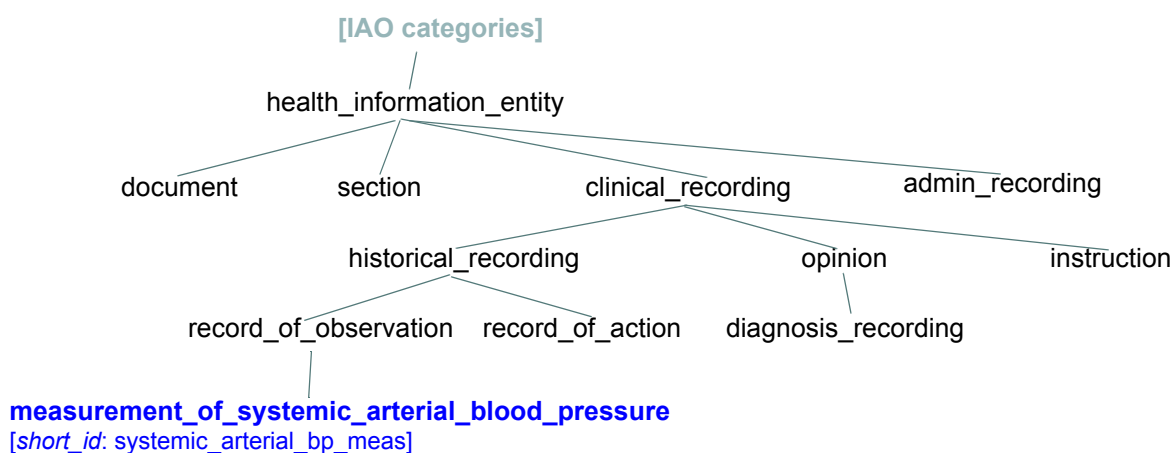 [IAO categories]
health_information_entity
document section clinical_recording admin_recording
historical_recording opinion instruction
record_of_observation record_of_action diagnosis_recording
measurement_of_systemic_arterial_blood_pressure
[short_id: systemic_arterial_bp_meas]